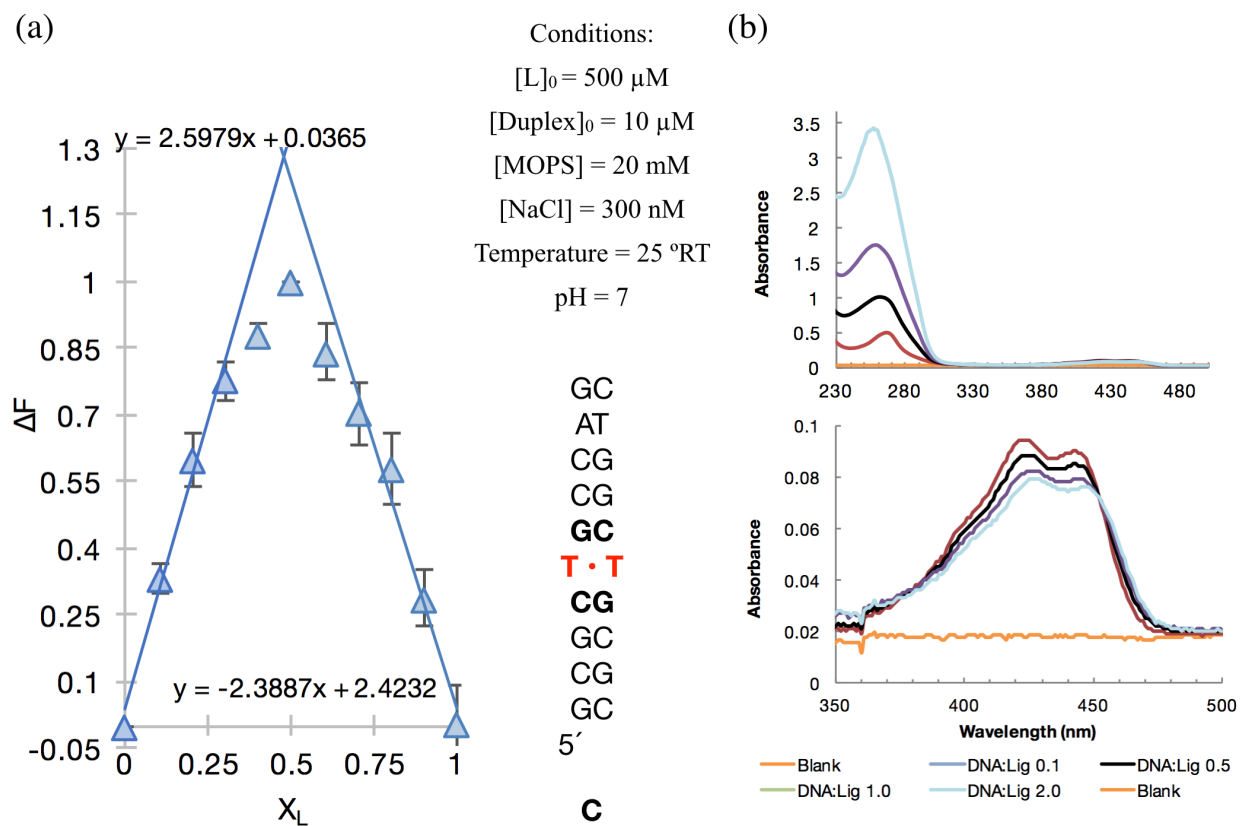 (a)
Conditions:
[L]₀ = 500 µM
[Duplex]₀ = 10 µM
[MOPS] = 20 mM
[NaCl] = 300 nM
Temperature = 25 ºRT
pH = 7
y = 2.5979x + 0.0365
1.3
1.15
1
0.85
0.7
0.55
0.4
0.25
0.1
-0.05
ΔF
y = -2.3887x + 2.4232
0 0.25 0.5 0.75 1
X_L
GC
AT
CG
CG
GC
T · T
CG
GC
CG
GC
5´
C
(b)
3.5
3
2.5
2
1.5
1
0.5
0
Absorbance
230 280 330 380 430 480
0.1
0.08
0.06
0.04
0.02
0
Absorbance
350 400 450 500
Wavelength (nm)
Blank DNA:Lig 0.1 DNA:Lig 0.5
DNA:Lig 1.0 DNA:Lig 2.0 Blank